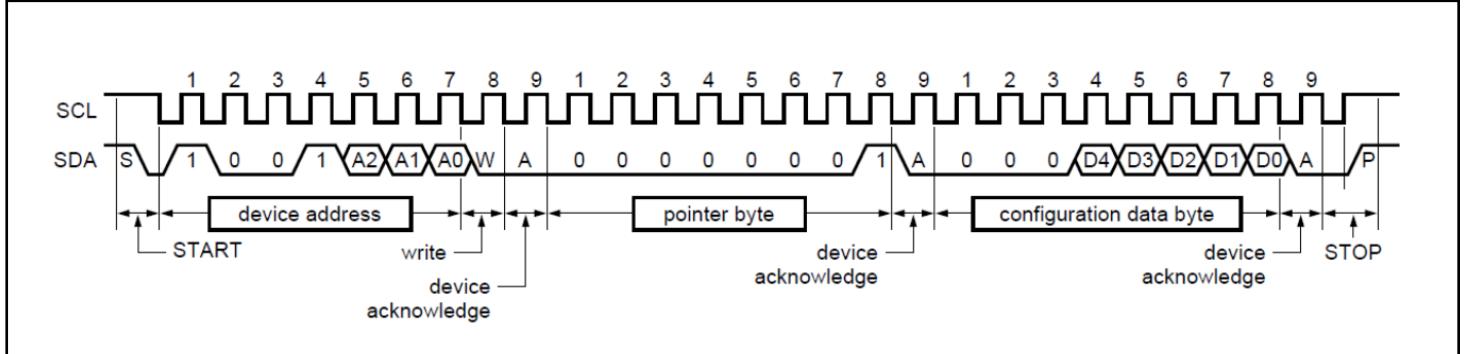 1 2 3 4 5 6 7 8 9 1 2 3 4 5 6 7 8 9 1 2 3 4 5 6 7 8 9
SCL
SDA S 1 0 0 1 A2 A1 A0 W A 0 0 0 0 0 0 0 1 A 0 0 0 D4 D3 D2 D1 D0 A P
device address pointer byte configuration data byte
START write device device STOP
acknowledge acknowledge
device
acknowledge